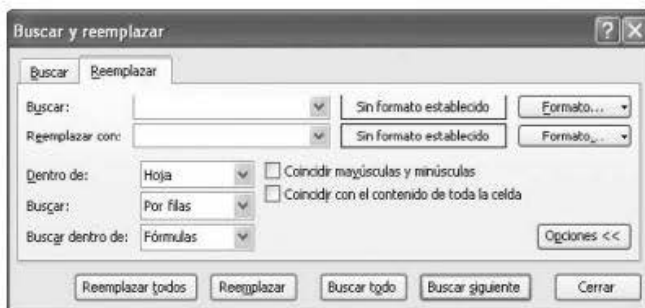 Buscar y reemplazar
Buscar Reemplazar
Buscar: Sin formato establecido Formato...
Reemplazar con: Sin formato establecido Formato...
Dentro de: Hoja Coincidir mayúsculas y minúsculas
Coincidir con el contenido de toda la celda
Buscar: Por filas
Buscar dentro de: Fórmulas Opciones <<
Reemplazar todos Reemplazar Buscar todo Buscar siguiente Cerrar